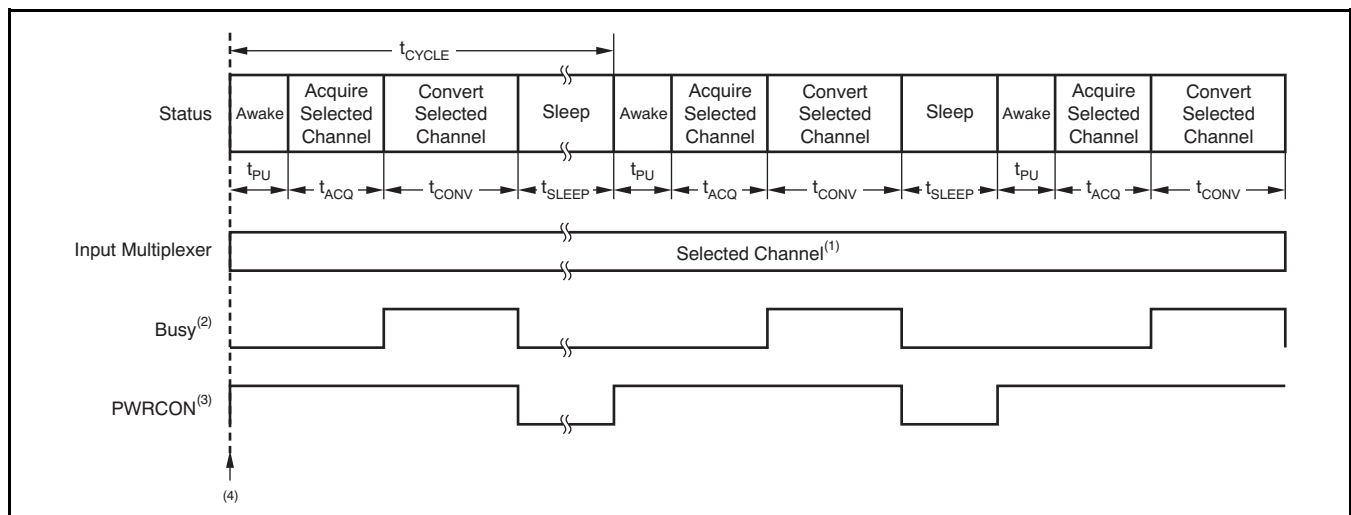 tCYCLE
Status
Awake
Acquire
Selected
Channel
Convert
Selected
Channel
Sleep
Awake
Acquire
Selected
Channel
Convert
Selected
Channel
Sleep
Awake
Acquire
Selected
Channel
Convert
Selected
Channel
tPU
tACQ
tCONV
tSLEEP
tPU
tACQ
tCONV
tSLEEP
tPU
tACQ
tCONV
Input Multiplexer
Selected Channel(1)
Busy(2)
PWRCON(3)
(4)